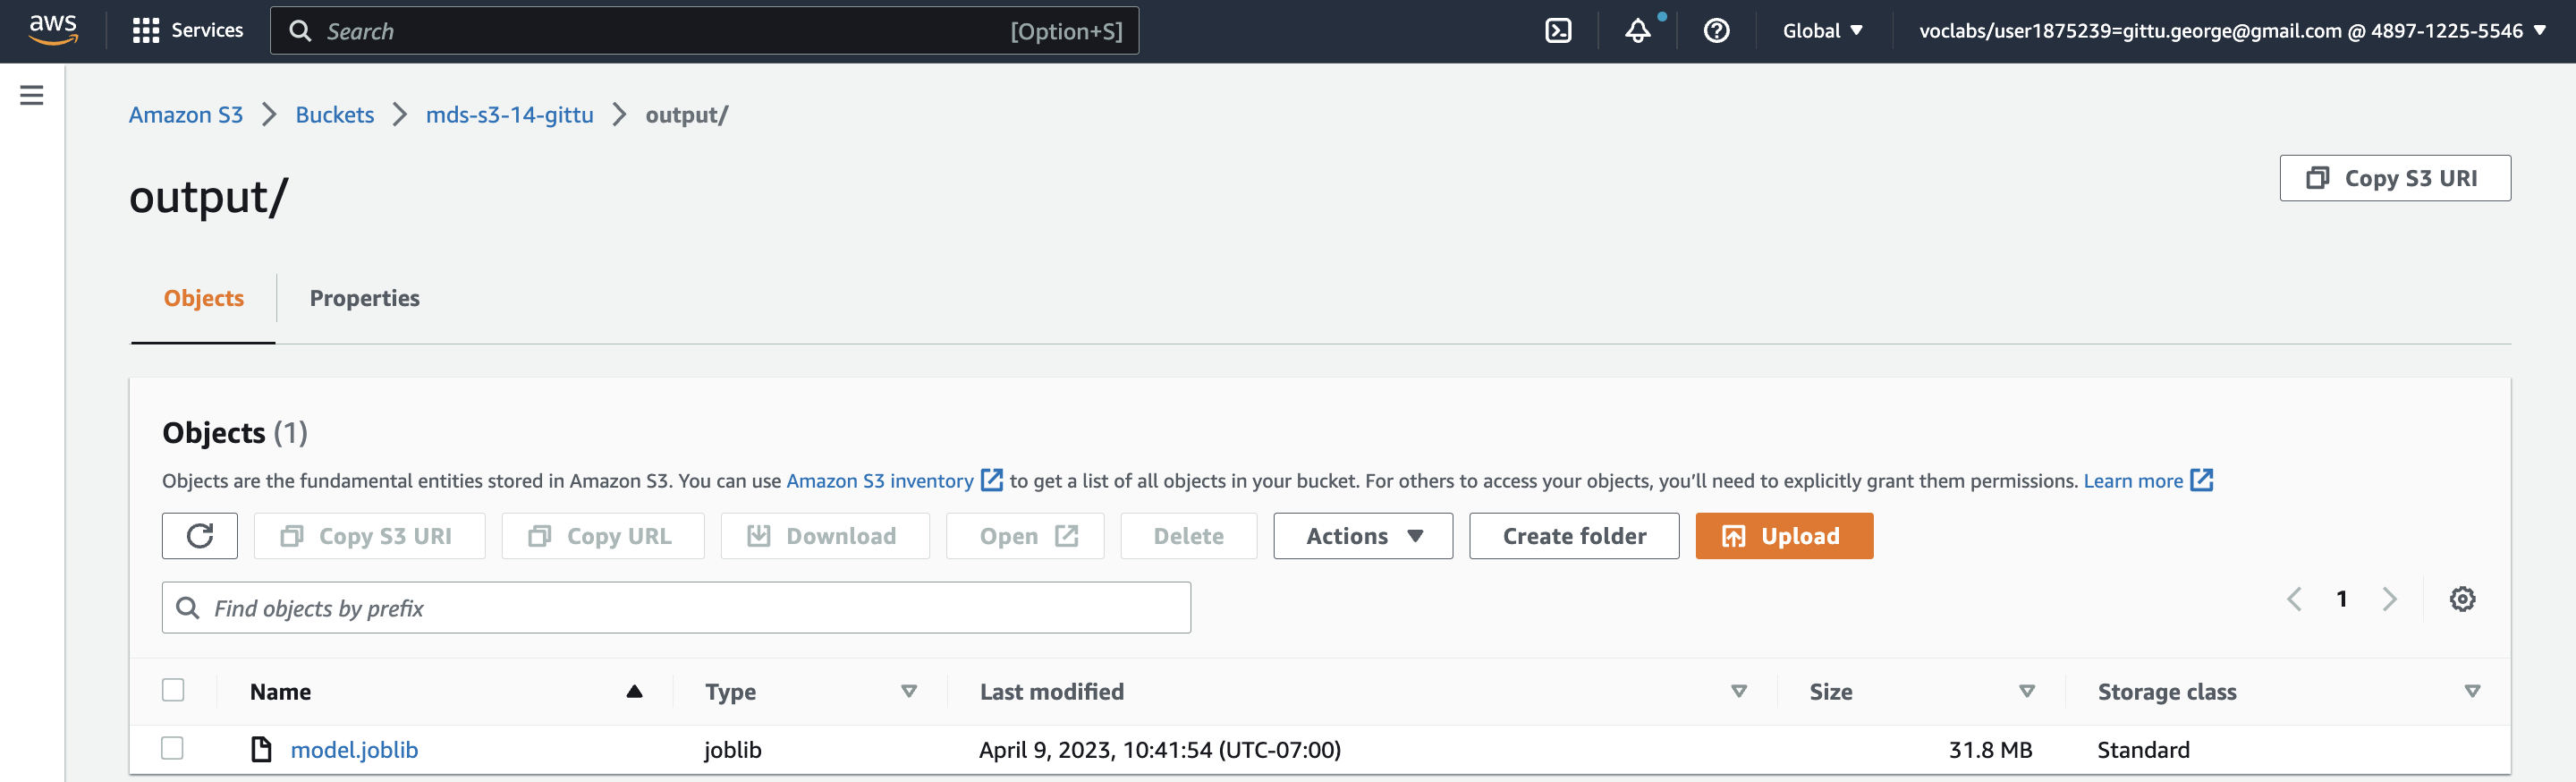 aws Services Search [Option+S] Global voclabs/user1875239=gittu.george@gmail.com @ 4897-1225-5546
Amazon S3 Buckets mds-s3-14-gittu output/
output/
Copy S3 URI
Objects Properties
Objects (1)
Objects are the fundamental entities stored in Amazon S3. You can use Amazon S3 inventory to get a list of all objects in your bucket. For others to access your objects, you'll need to explicitly grant them permissions. Learn more
Copy S3 URI Copy URL Download Open Delete Actions Create folder Upload
Find objects by prefix
1
Name Type Last modified Size Storage class
model.joblib joblib April 9, 2023, 10:41:54 (UTC-07:00) 31.8 MB Standard